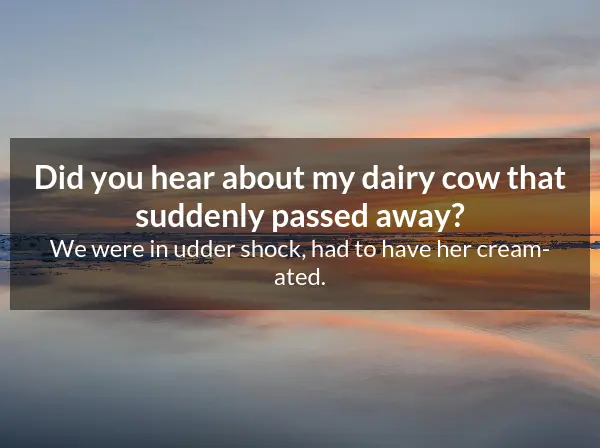 Did you hear about my dairy cow that
suddenly passed away?
We were in udder shock, had to have her cream-
ated.